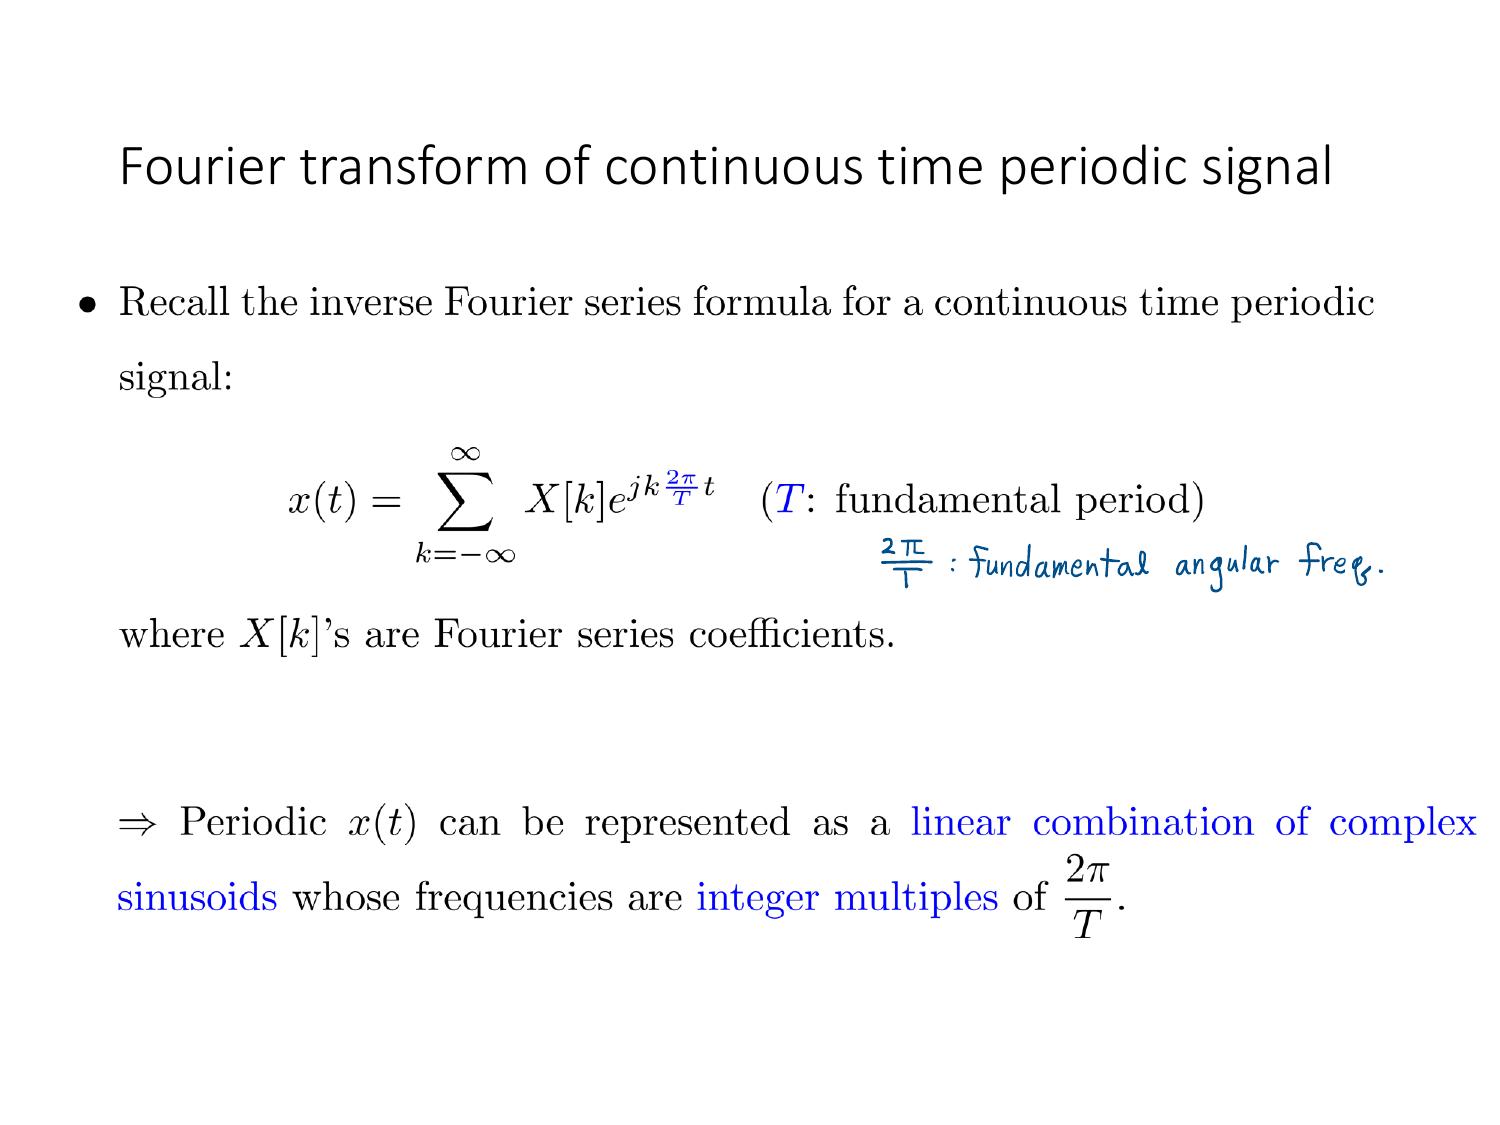 Fourier transform of continuous time periodic signal
• Recall the inverse Fourier series formula for a continuous time periodic
signal:
x(t) = \sum_{k=-\infty}^{\infty} X[k]e^{jk\frac{2\pi}{T}t} (T: fundamental period)
\frac{2\pi}{T} : fundamental angular freq.
where X[k]'s are Fourier series coefficients.
⇒ Periodic x(t) can be represented as a linear combination of complex
sinusoids whose frequencies are integer multiples of \frac{2\pi}{T}.